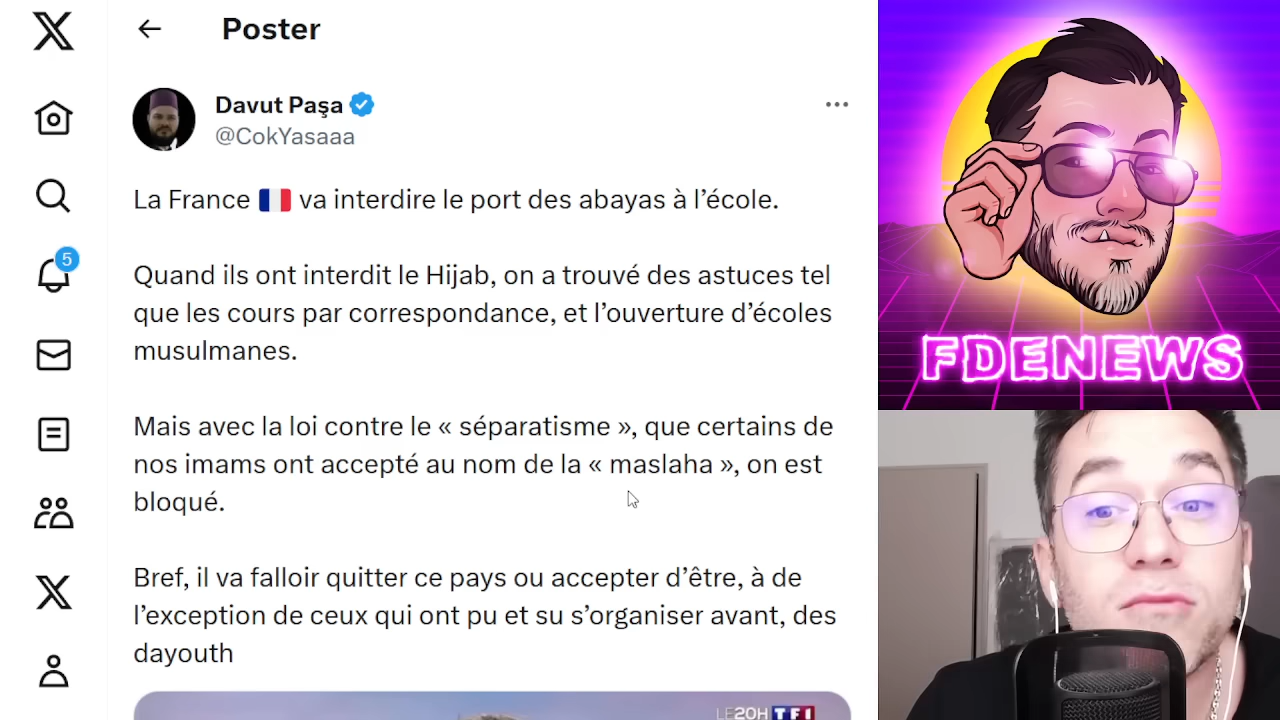 Poster
Davut Paşa
@CokYasaaa
La France 🇫🇷 va interdire le port des abayas à l’école.
Quand ils ont interdit le Hijab, on a trouvé des astuces tel
que les cours par correspondance, et l’ouverture d’écoles
musulmanes.
Mais avec la loi contre le « séparatisme », que certains de
nos imams ont accepté au nom de la « maslaha », on est
bloqué.
Bref, il va falloir quitter ce pays ou accepter d’être, à de
l’exception de ceux qui ont pu et su s’organiser avant, des
dayouth
LE20H TF1
5
FDENEWS